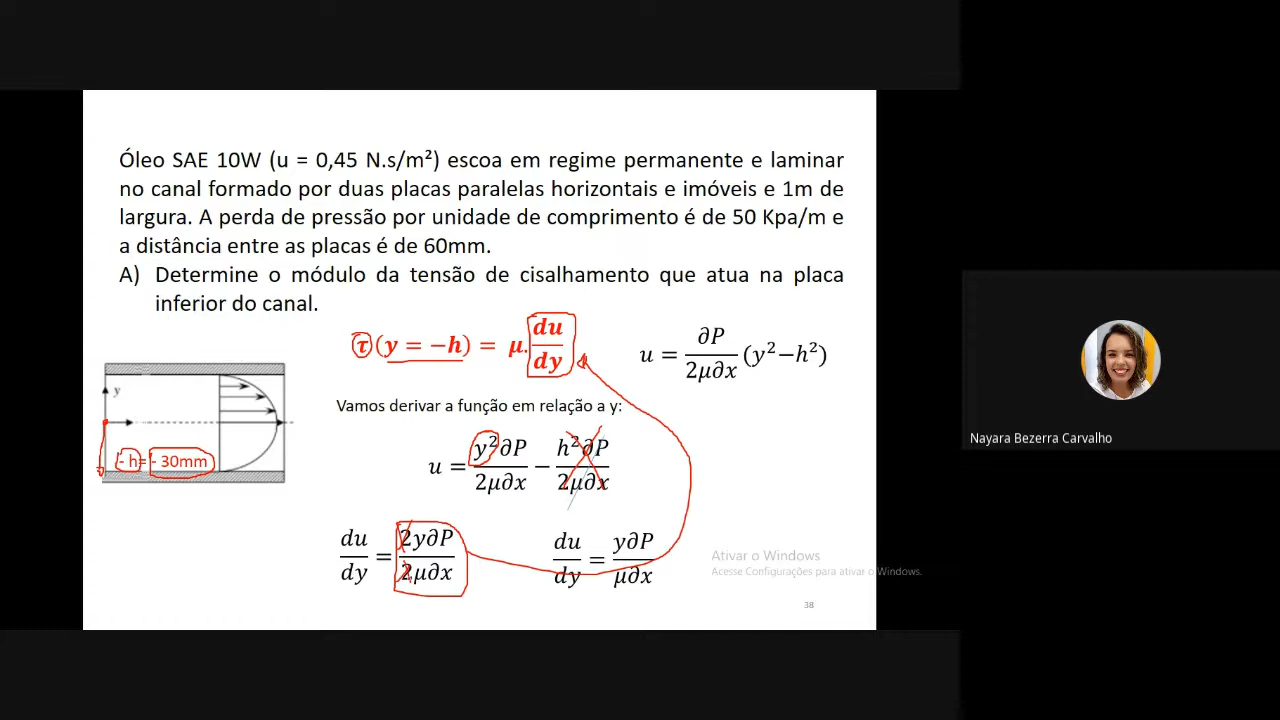 Óleo SAE 10W (u = 0,45 N.s/m²) escoa em regime permanente e laminar
no canal formado por duas placas paralelas horizontais e imóveis e 1m de
largura. A perda de pressão por unidade de comprimento é de 50 Kpa/m e
a distância entre as placas é de 60mm.
A) Determine o módulo da tensão de cisalhamento que atua na placa
inferior do canal.
τ(y = −h) = μ. du/dy
u = ∂P/2μ∂x (y²−h²)
y
- h= - 30mm
Vamos derivar a função em relação a y:
u = y²∂P/2μ∂x − h²∂P/2μ∂x
du/dy = 2y∂P/2μ∂x
du/dy = y∂P/μ∂x
Ativar o Windows
Acesse Configurações para ativar o Windows.
38
Nayara Bezerra Carvalho